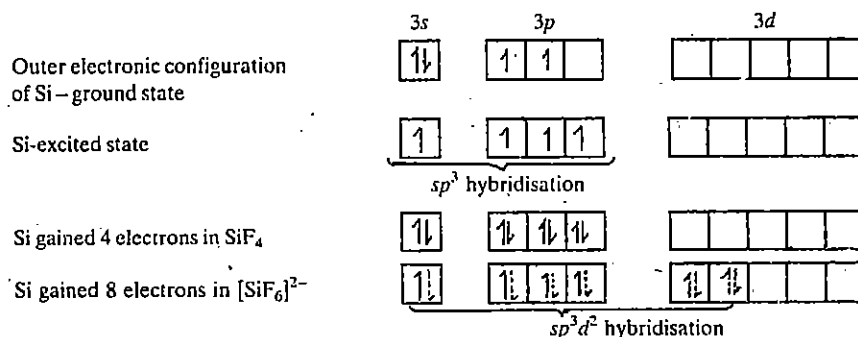 3s 3p 3d
Outer electronic configuration
of Si – ground state
Si-excited state
sp³ hybridisation
Si gained 4 electrons in SiF₄
Si gained 8 electrons in [SiF₆]²⁻
sp³d² hybridisation